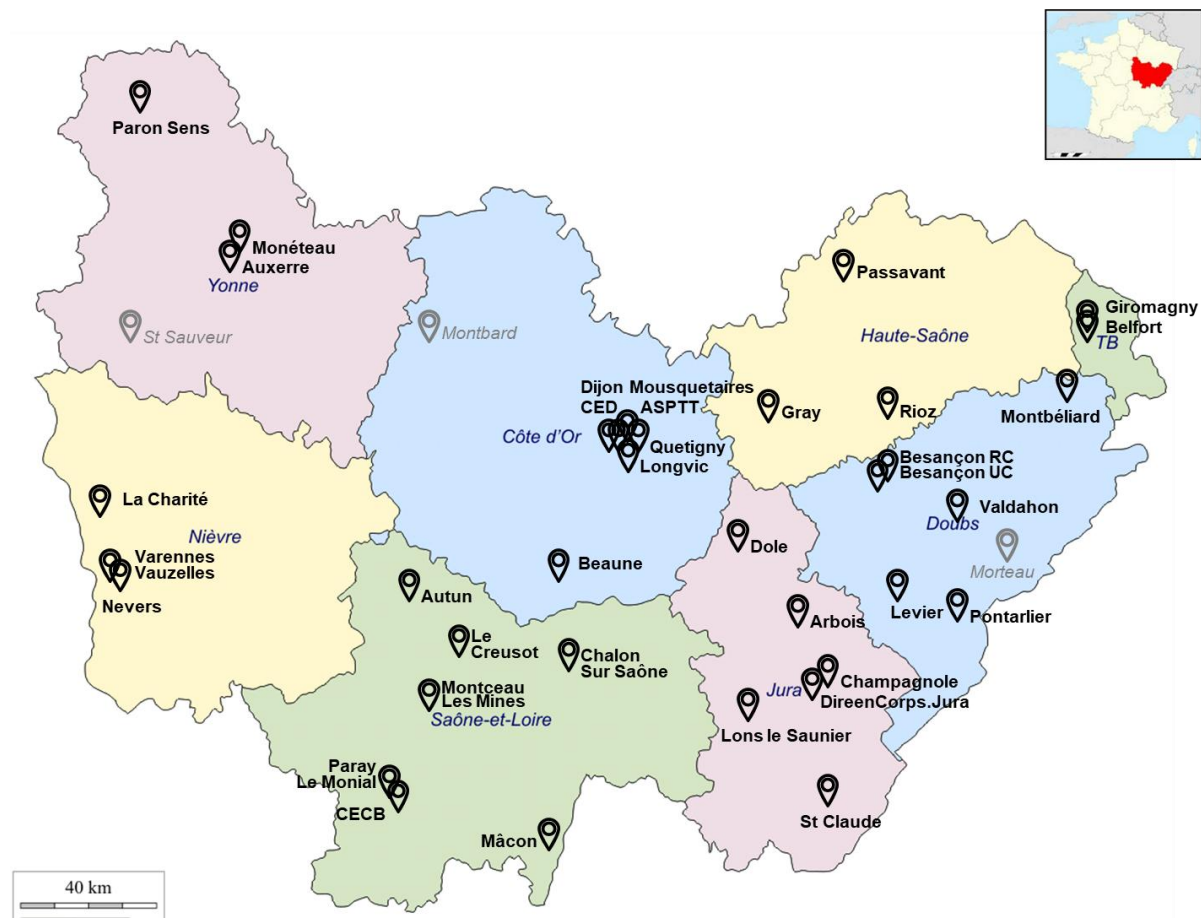 Paron Sens
Monéteau
Auxerre
Yonne
St Sauveur
Montbard
Passavant
Haute-Saône
Giromagny
Belfort
TB
Montbéliard
Gray
Rioz
Dijon Mousquetaires
CED ASPTT
Côte d'Or
Quetigny
Longvic
Besançon RC
Besançon UC
Valdahon
Doubs
Morteau
La Charité
Nièvre
Varennes
Vauzelles
Nevers
Dole
Beaune
Autun
Levier
Pontarlier
Arbois
Le
Creusot
Chalon
Sur Saône
Montceau
Les Mines
Saône-et-Loire
Champagnole
Jura
DireenCorps.Jura
Lons le Saunier
Paray
Le Monial
CECB
St Claude
Mâcon
40 km